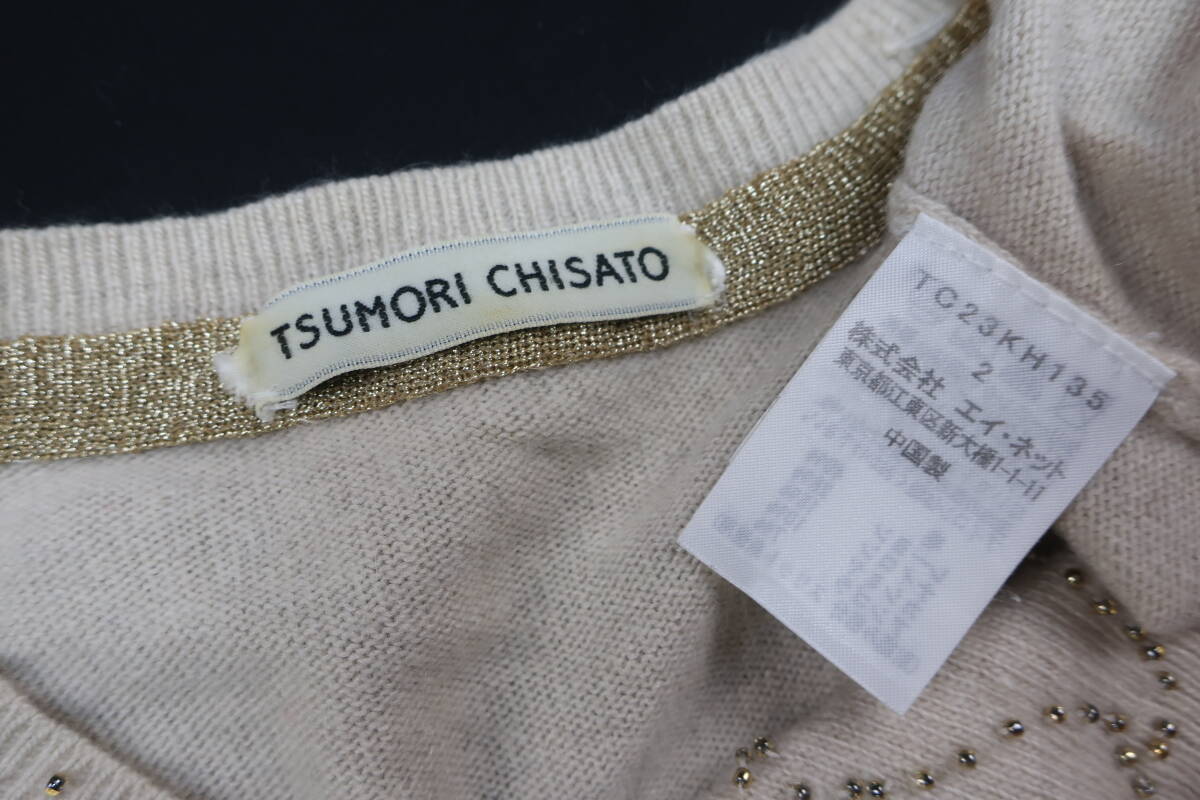 TSUMORI CHISATO
TC23KH135
2
株式会社 エイ・ネット
東京都江東区新大橋1-1-11
中国製